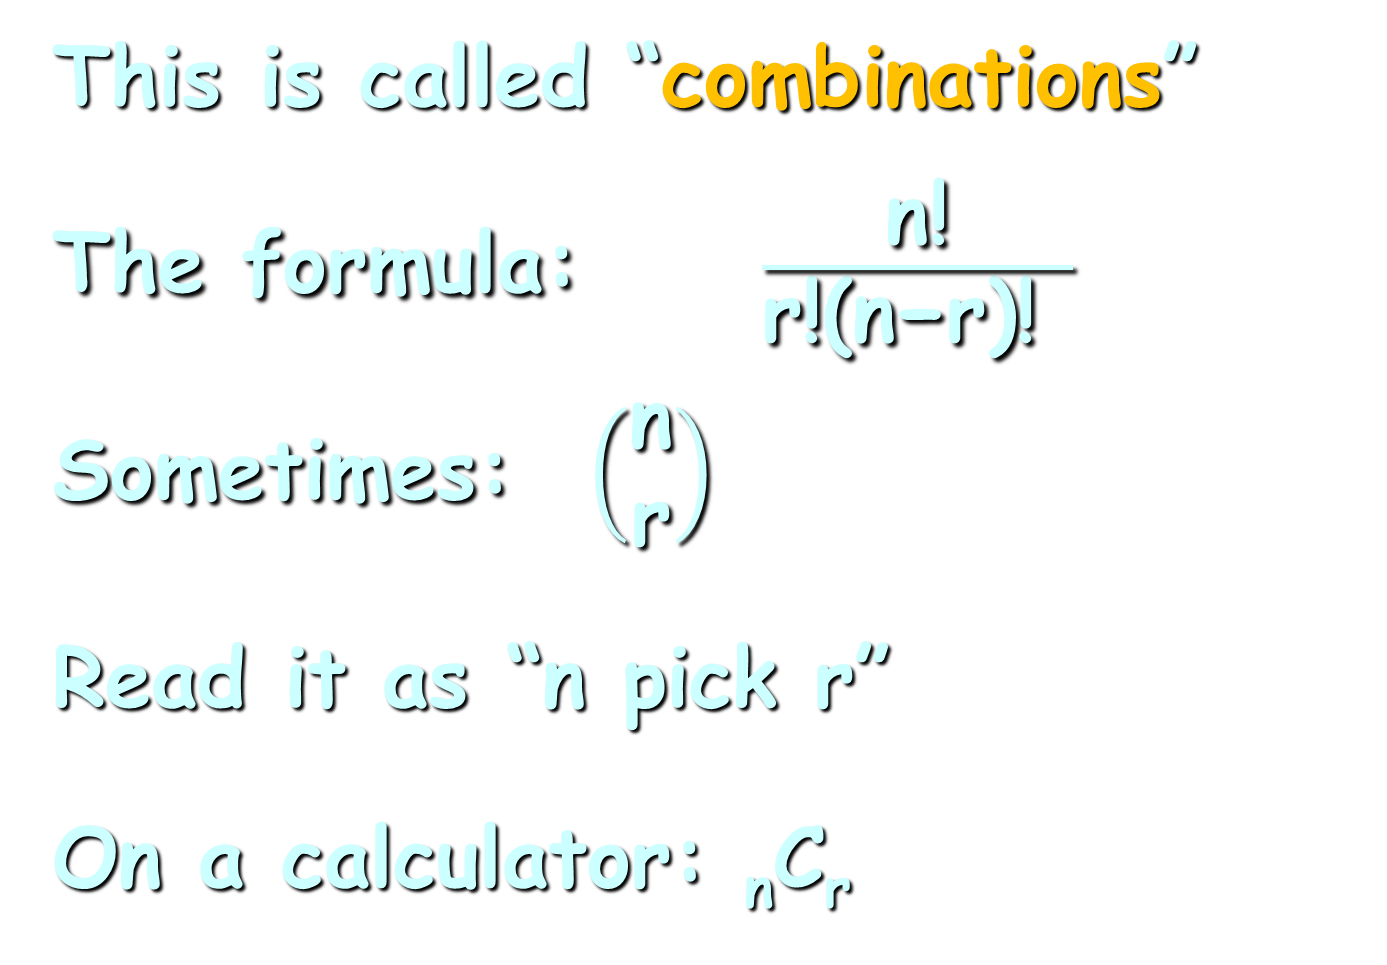 This is called “combinations”
The formula: n!
r!(n−r)!
Sometimes: (n
r)
Read it as “n pick r”
On a calculator: nCr